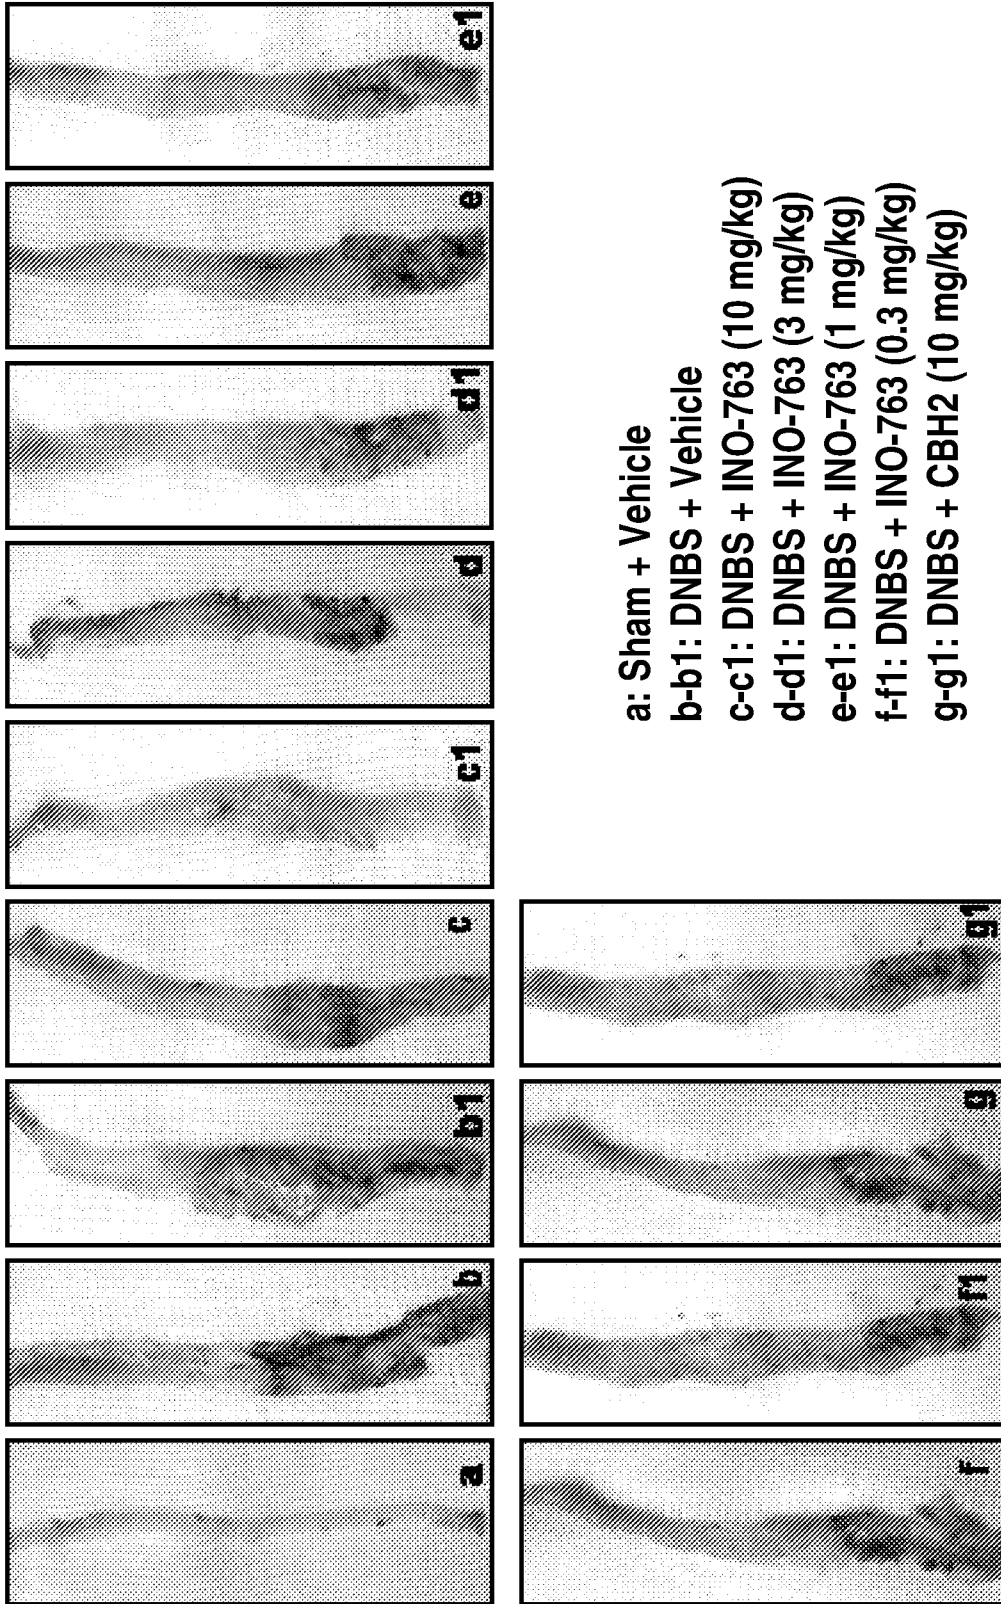 a
b
b1
c
c1
d
d1
e
e1
f
f1
g
g1
a: Sham + Vehicle
b-b1: DNBS + Vehicle
c-c1: DNBS + INO-763 (10 mg/kg)
d-d1: DNBS + INO-763 (3 mg/kg)
e-e1: DNBS + INO-763 (1 mg/kg)
f-f1: DNBS + INO-763 (0.3 mg/kg)
g-g1: DNBS + CBH2 (10 mg/kg)